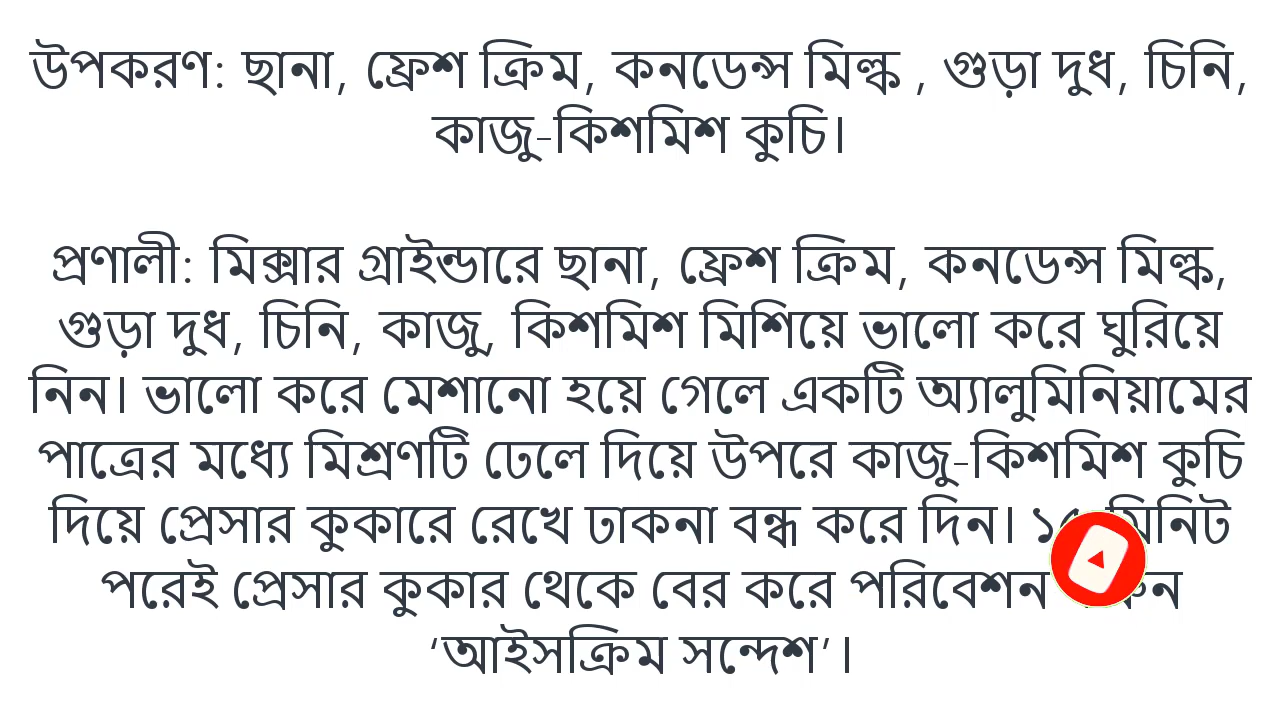 উপকরণ: ছানা, ফ্রেশ ক্রিম, কনডেন্স মিল্ক , গুড়া দুধ, চিনি,
কাজু-কিশমিশ কুচি।
প্রণালী: মিক্সার গ্রাইন্ডারে ছানা, ফ্রেশ ক্রিম, কনডেন্স মিল্ক,
গুড়া দুধ, চিনি, কাজু, কিশমিশ মিশিয়ে ভালো করে ঘুরিয়ে
নিন। ভালো করে মেশানো হয়ে গেলে একটি অ্যালুমিনিয়ামের
পাত্রের মধ্যে মিশ্রণটি ঢেলে দিয়ে উপরে কাজু-কিশমিশ কুচি
দিয়ে প্রেসার কুকারে রেখে ঢাকনা বন্ধ করে দিন। মিনিট
পরেই প্রেসার কুকার থেকে বের করে পরিবেশন
‘আইসক্রিম সন্দেশ’।